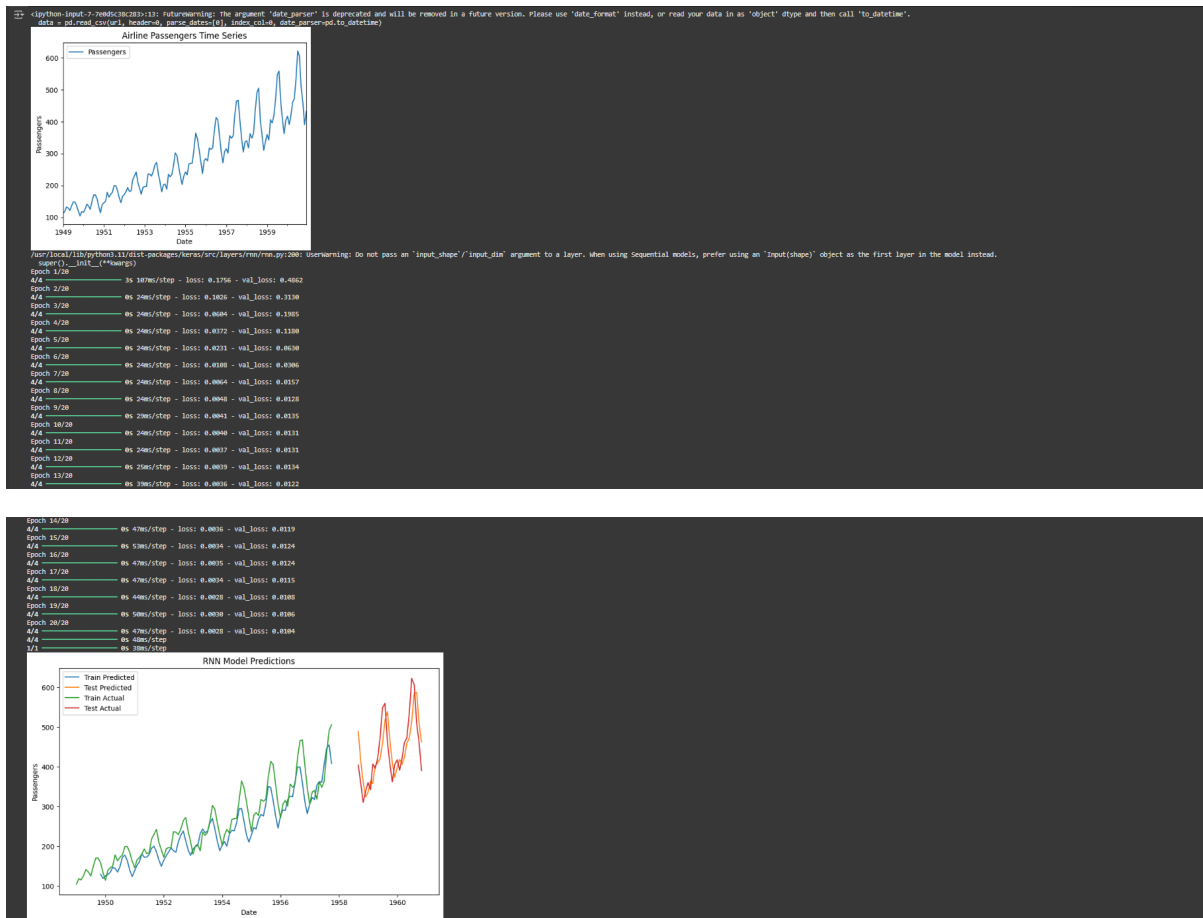 <ipython-input-7-7e0d5c30c283>:13: FutureWarning: The argument 'date_parser' is deprecated and will be removed in a future version. Please use 'date_format' instead, or read your data in as 'object' dtype and then call 'to_datetime'.
data = pd.read_csv(url, header=0, parse_dates=[0], index_col=0, date_parser=pd.to_datetime)
Airline Passengers Time Series
Passengers
600
500
400
300
200
100
Passengers
1949 1951 1953 1955 1957 1959
Date
/usr/local/lib/python3.11/dist-packages/keras/src/layers/rnn/rnn.py:200: UserWarning: Do not pass an `input_shape`/`input_dim` argument to a layer. When using Sequential models, prefer using an `Input(shape)` object as the first layer in the model instead.
super().__init__(**kwargs)
Epoch 1/20
4/4 3s 107ms/step - loss: 0.1756 - val_loss: 0.4862
Epoch 2/20
4/4 0s 24ms/step - loss: 0.1026 - val_loss: 0.3130
Epoch 3/20
4/4 0s 24ms/step - loss: 0.0604 - val_loss: 0.1985
Epoch 4/20
4/4 0s 24ms/step - loss: 0.0372 - val_loss: 0.1180
Epoch 5/20
4/4 0s 24ms/step - loss: 0.0231 - val_loss: 0.0630
Epoch 6/20
4/4 0s 24ms/step - loss: 0.0108 - val_loss: 0.0306
Epoch 7/20
4/4 0s 24ms/step - loss: 0.0064 - val_loss: 0.0157
Epoch 8/20
4/4 0s 24ms/step - loss: 0.0048 - val_loss: 0.0128
Epoch 9/20
4/4 0s 29ms/step - loss: 0.0041 - val_loss: 0.0135
Epoch 10/20
4/4 0s 24ms/step - loss: 0.0040 - val_loss: 0.0131
Epoch 11/20
4/4 0s 24ms/step - loss: 0.0037 - val_loss: 0.0131
Epoch 12/20
4/4 0s 25ms/step - loss: 0.0039 - val_loss: 0.0134
Epoch 13/20
4/4 0s 39ms/step - loss: 0.0036 - val_loss: 0.0122
Epoch 14/20
4/4 0s 47ms/step - loss: 0.0036 - val_loss: 0.0119
Epoch 15/20
4/4 0s 53ms/step - loss: 0.0034 - val_loss: 0.0124
Epoch 16/20
4/4 0s 47ms/step - loss: 0.0035 - val_loss: 0.0124
Epoch 17/20
4/4 0s 47ms/step - loss: 0.0034 - val_loss: 0.0115
Epoch 18/20
4/4 0s 44ms/step - loss: 0.0028 - val_loss: 0.0108
Epoch 19/20
4/4 0s 50ms/step - loss: 0.0030 - val_loss: 0.0106
Epoch 20/20
4/4 0s 47ms/step - loss: 0.0028 - val_loss: 0.0104
4/4 0s 48ms/step
1/1 0s 38ms/step
RNN Model Predictions
Train Predicted
Test Predicted
Train Actual
Test Actual
600
500
400
300
200
100
Passengers
1950 1952 1954 1956 1958 1960
Date